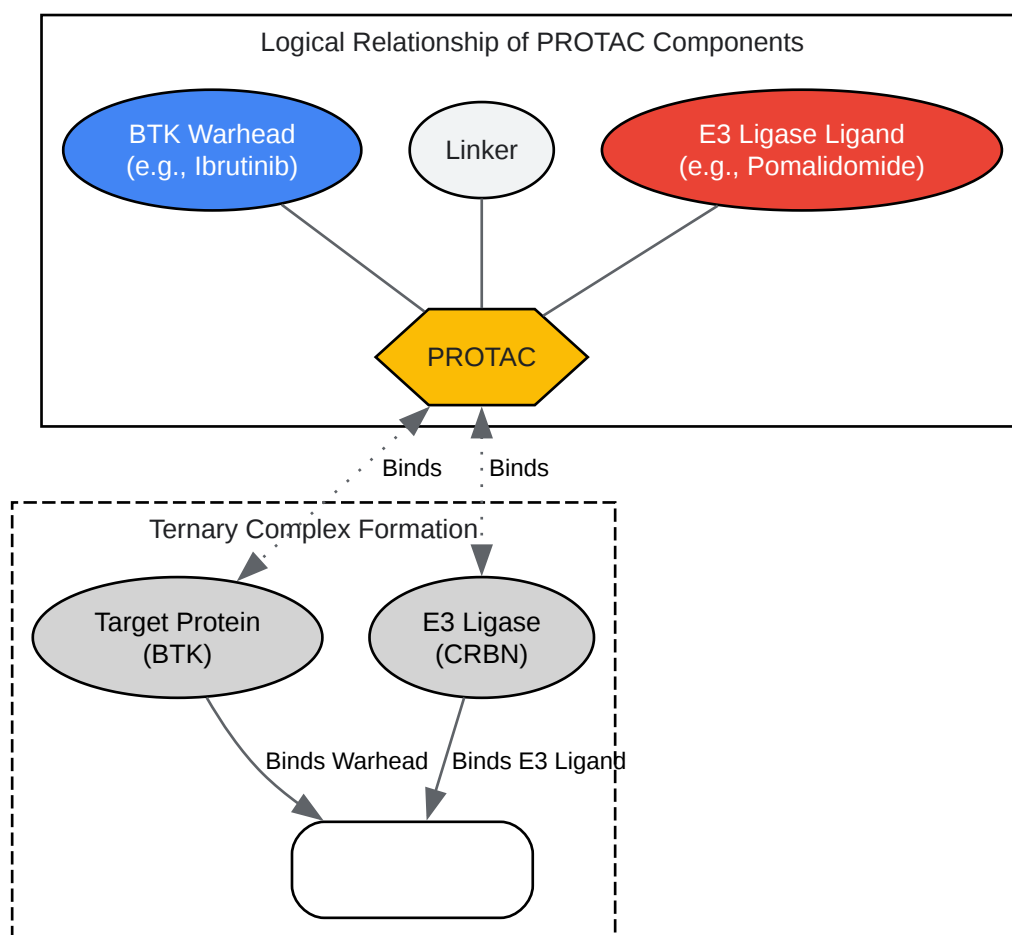 Logical Relationship of PROTAC Components
BTK Warhead
(e.g., Ibrutinib)
Linker
E3 Ligase Ligand
(e.g., Pomalidomide)
PROTAC
Binds
Binds
Ternary Complex Formation
Target Protein
(BTK)
E3 Ligase
(CRBN)
Binds Warhead
Binds E3 Ligand